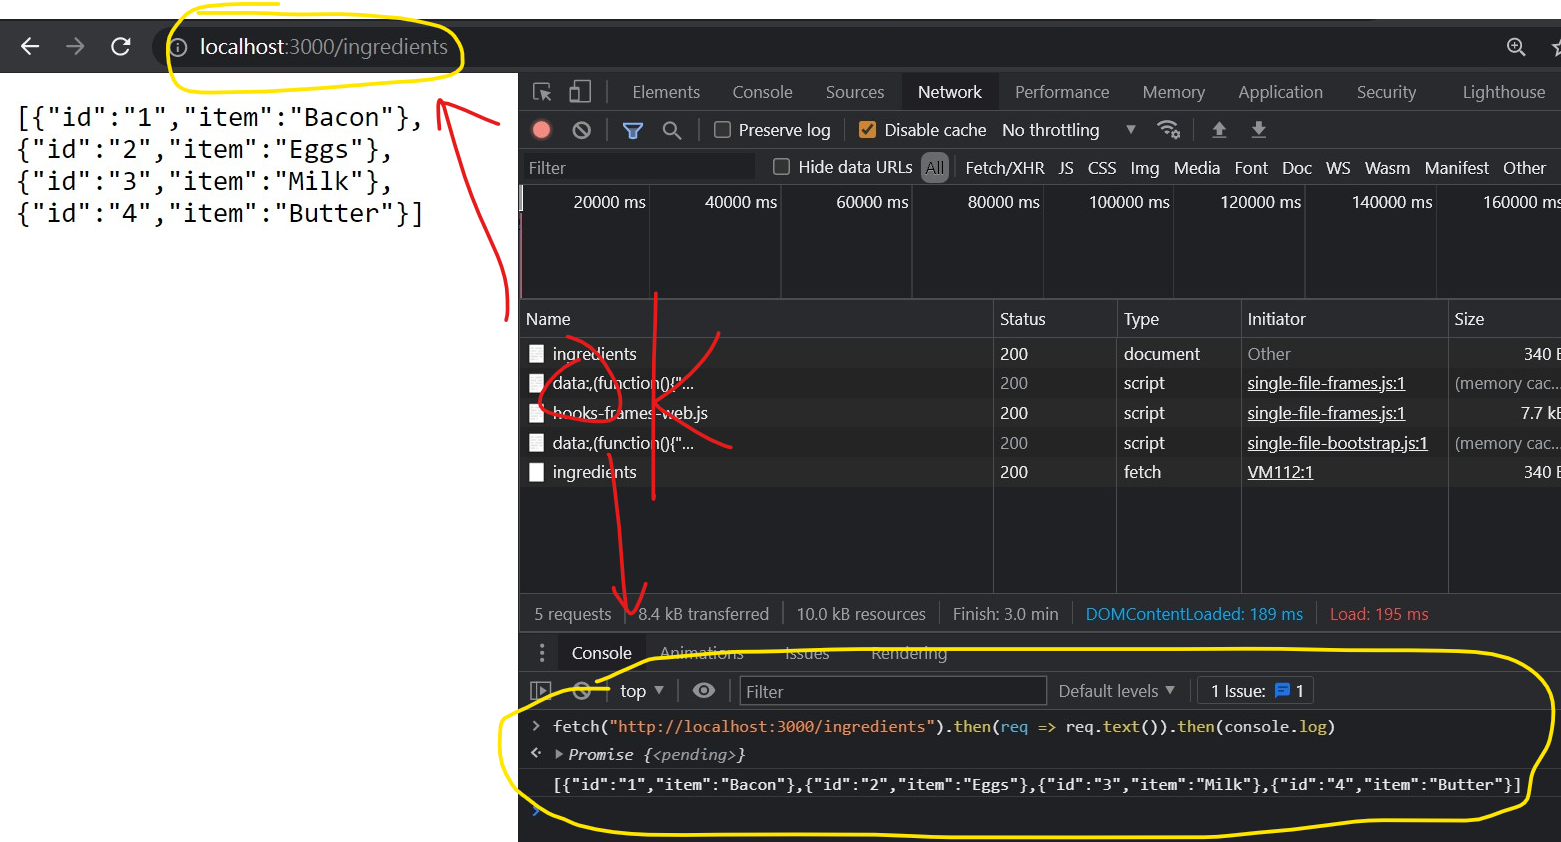 localhost:3000/ingredients
[{"id":"1","item":"Bacon"},
{"id":"2","item":"Eggs"},
{"id":"3","item":"Milk"},
{"id":"4","item":"Butter"}]
Elements Console Sources Network Performance Memory Application Security Lighthouse
Preserve log Disable cache No throttling
Filter Hide data URLs All Fetch/XHR JS CSS Img Media Font Doc WS Wasm Manifest Other
20000 ms 40000 ms 60000 ms 80000 ms 100000 ms 120000 ms 140000 ms 160000 ms
Name Status Type Initiator Size
ingredients 200 document Other 340
data:,(function(){"... 200 script single-file-frames.js:1 (memory cac...
hooks-frames-web.js 200 script single-file-frames.js:1 7.7 kB
data:,(function(){"... 200 script single-file-bootstrap.js:1 (memory cac...
ingredients 200 fetch VM112:1 340
OK
5 requests 8.4 kB transferred 10.0 kB resources Finish: 3.0 min DOMContentLoaded: 189 ms Load: 195 ms
Console Animations Issues Rendering
top Filter Default levels 1 Issue: 1
fetch("http://localhost:3000/ingredients").then(req => req.text()).then(console.log)
Promise {<pending>}
[{"id":"1","item":"Bacon"},{"id":"2","item":"Eggs"},{"id":"3","item":"Milk"},{"id":"4","item":"Butter"}]